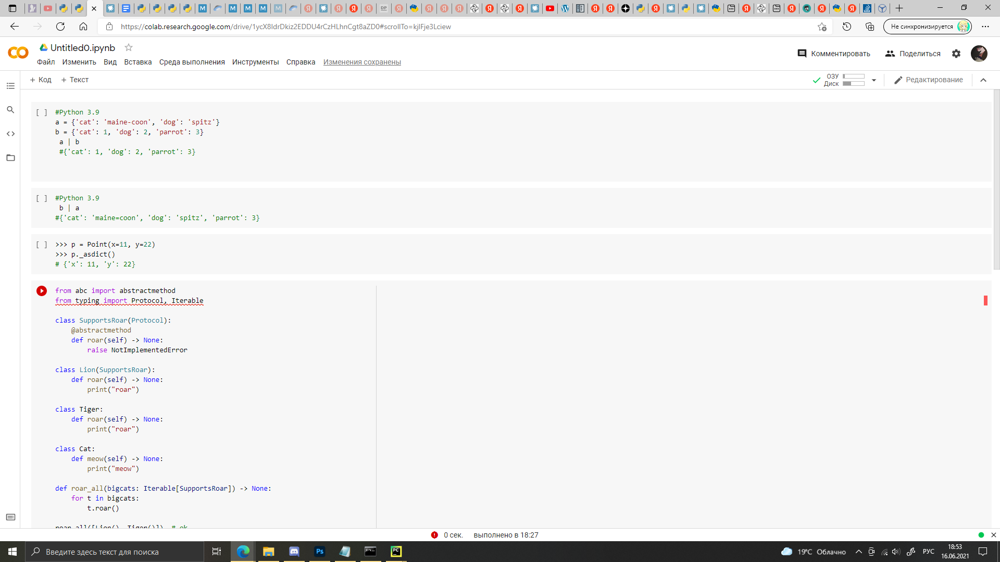 https://colab.research.google.com/drive/1ycX8IdrDkiz2EDDU4rCzHLhnCgt8aZD0#scrollTo=kjIFje3Lciew
Не синхронизируется
Untitled0.ipynb
Комментировать
Поделиться
Файл Изменить Вид Вставка Среда выполнения Инструменты Справка Изменения сохранены
+ Код + Текст
ОЗУ
Диск
Редактирование
[ ] #Python 3.9
a = {'cat': 'maine-coon', 'dog': 'spitz'}
b = {'cat': 1, 'dog': 2, 'parrot': 3}
a | b
#{'cat': 1, 'dog': 2, 'parrot': 3}
[ ] #Python 3.9
b | a
#{'cat': 'maine=coon', 'dog': 'spitz', 'parrot': 3}
[ ] >>> p = Point(x=11, y=22)
>>> p._asdict()
# {'x': 11, 'y': 22}
from abc import abstractmethod
from typing import Protocol, Iterable
class SupportsRoar(Protocol):
@abstractmethod
def roar(self) -> None:
raise NotImplementedError
class Lion(SupportsRoar):
def roar(self) -> None:
print("roar")
class Tiger:
def roar(self) -> None:
print("roar")
class Cat:
def meow(self) -> None:
print("meow")
def roar_all(bigcats: Iterable[SupportsRoar]) -> None:
for t in bigcats:
t.roar()
roar_all([Lion(), Tiger()]) # ok
0 сек. выполнено в 18:27
Введите здесь текст для поиска
19°C Облачно
РУС
18:53
16.06.2021